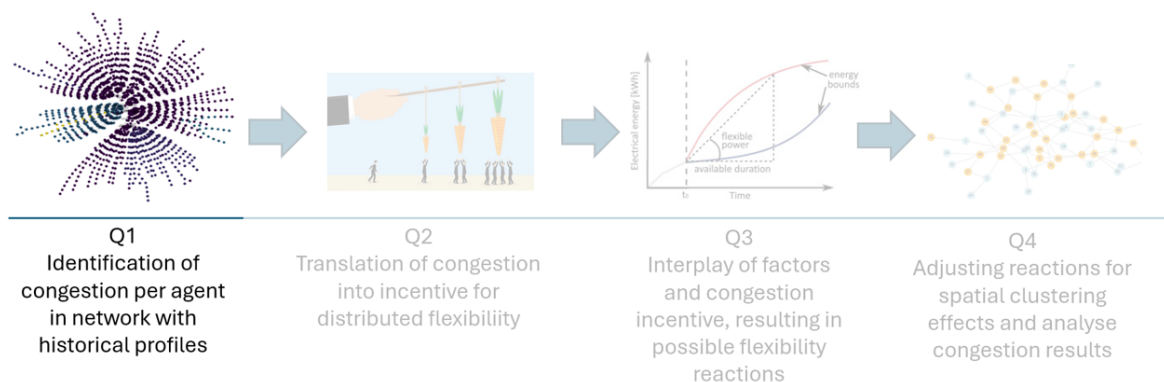 Electrical energy [kWh]
energy
bounds
flexible
power
available duration
t₀
Time
Q1
Identification of
congestion per agent
in network with
historical profiles
Q2
Translation of congestion
into incentive for
distributed flexibiliity
Q3
Interplay of factors
and congestion
incentive, resulting in
possible flexibility
reactions
Q4
Adjusting reactions for
spatial clustering
effects and analyse
congestion results